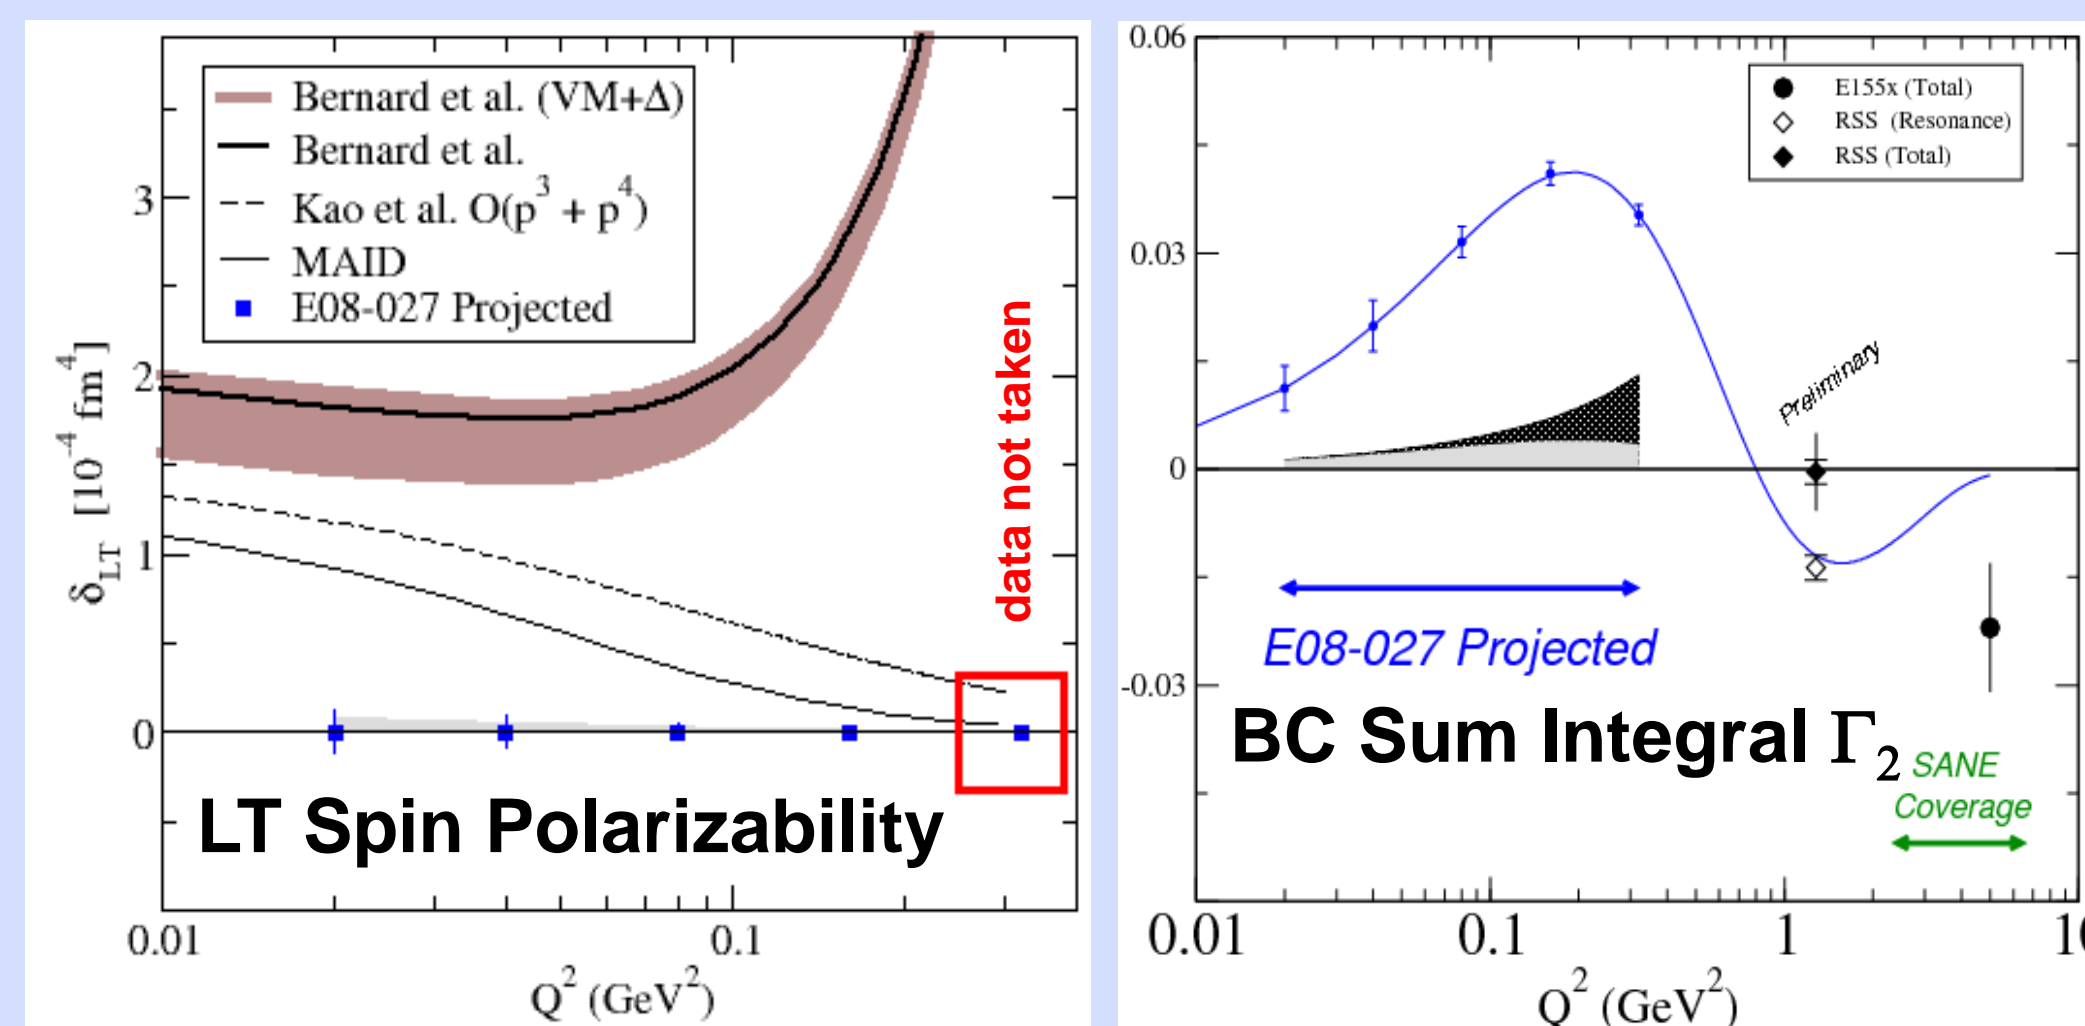 Bernard et al. (VM+Δ)
Bernard et al.
Kao et al. O(p³ + p⁴)
MAID
E08-027 Projected
3
2
1
0
δ_LT [10⁻⁴ fm⁴]
data not taken
LT Spin Polarizability
0.01
0.1
Q² (GeV²)
0.06
0.03
0
-0.03
E155x (Total)
RSS (Resonance)
RSS (Total)
Preliminary
E08-027 Projected
BC Sum Integral Γ₂
SANE
Coverage
0.01
0.1
1
Q² (GeV²)